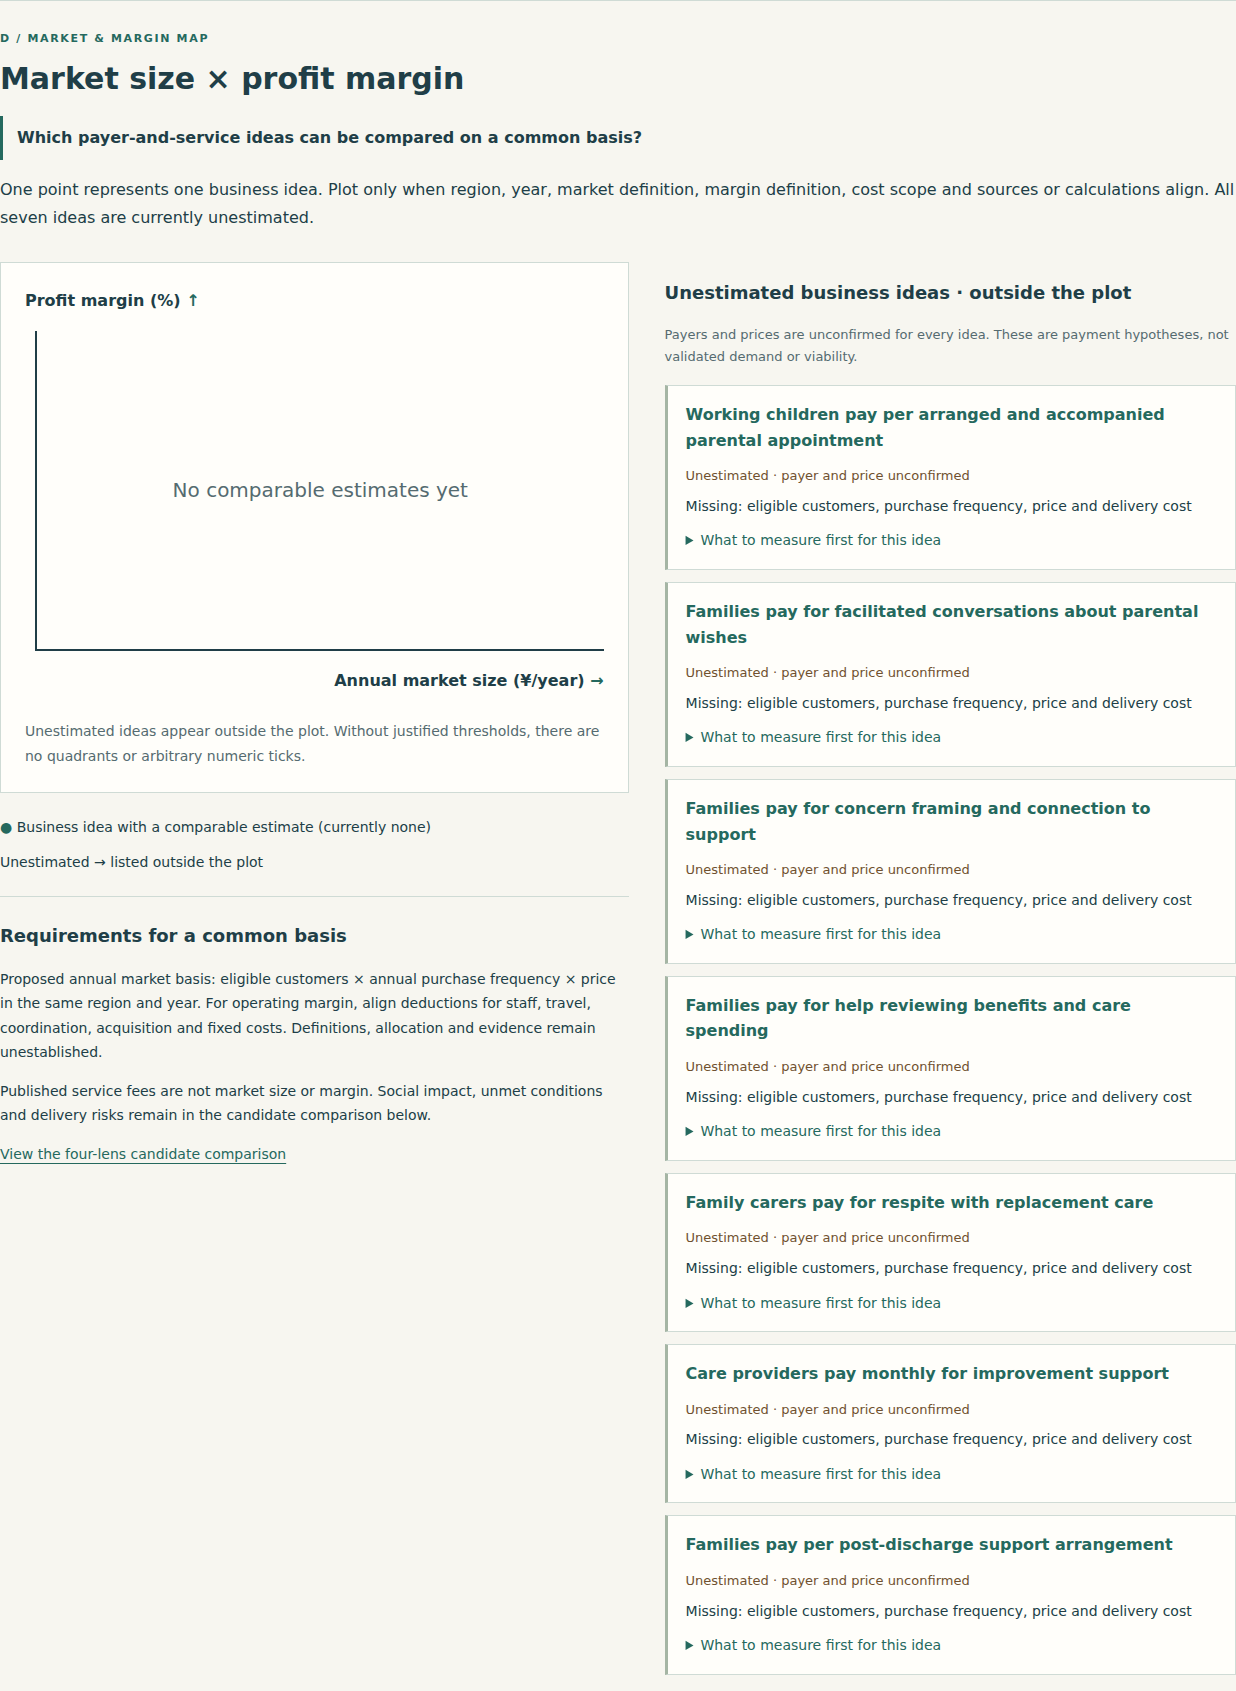 D / MARKET & MARGIN MAP
Market size × profit margin
Which payer-and-service ideas can be compared on a common basis?
One point represents one business idea. Plot only when region, year, market definition, margin definition, cost scope and sources or calculations align. All
seven ideas are currently unestimated.
Profit margin (%) ↑
No comparable estimates yet
Annual market size (¥/year) →
Unestimated ideas appear outside the plot. Without justified thresholds, there are
no quadrants or arbitrary numeric ticks.
● Business idea with a comparable estimate (currently none)
Unestimated → listed outside the plot
Requirements for a common basis
Proposed annual market basis: eligible customers × annual purchase frequency × price
in the same region and year. For operating margin, align deductions for staff, travel,
coordination, acquisition and fixed costs. Definitions, allocation and evidence remain
unestablished.
Published service fees are not market size or margin. Social impact, unmet conditions
and delivery risks remain in the candidate comparison below.
View the four-lens candidate comparison
Unestimated business ideas · outside the plot
Payers and prices are unconfirmed for every idea. These are payment hypotheses, not
validated demand or viability.
Working children pay per arranged and accompanied
parental appointment
Unestimated · payer and price unconfirmed
Missing: eligible customers, purchase frequency, price and delivery cost
▶ What to measure first for this idea
Families pay for facilitated conversations about parental
wishes
Unestimated · payer and price unconfirmed
Missing: eligible customers, purchase frequency, price and delivery cost
▶ What to measure first for this idea
Families pay for concern framing and connection to
support
Unestimated · payer and price unconfirmed
Missing: eligible customers, purchase frequency, price and delivery cost
▶ What to measure first for this idea
Families pay for help reviewing benefits and care
spending
Unestimated · payer and price unconfirmed
Missing: eligible customers, purchase frequency, price and delivery cost
▶ What to measure first for this idea
Family carers pay for respite with replacement care
Unestimated · payer and price unconfirmed
Missing: eligible customers, purchase frequency, price and delivery cost
▶ What to measure first for this idea
Care providers pay monthly for improvement support
Unestimated · payer and price unconfirmed
Missing: eligible customers, purchase frequency, price and delivery cost
▶ What to measure first for this idea
Families pay per post-discharge support arrangement
Unestimated · payer and price unconfirmed
Missing: eligible customers, purchase frequency, price and delivery cost
▶ What to measure first for this idea